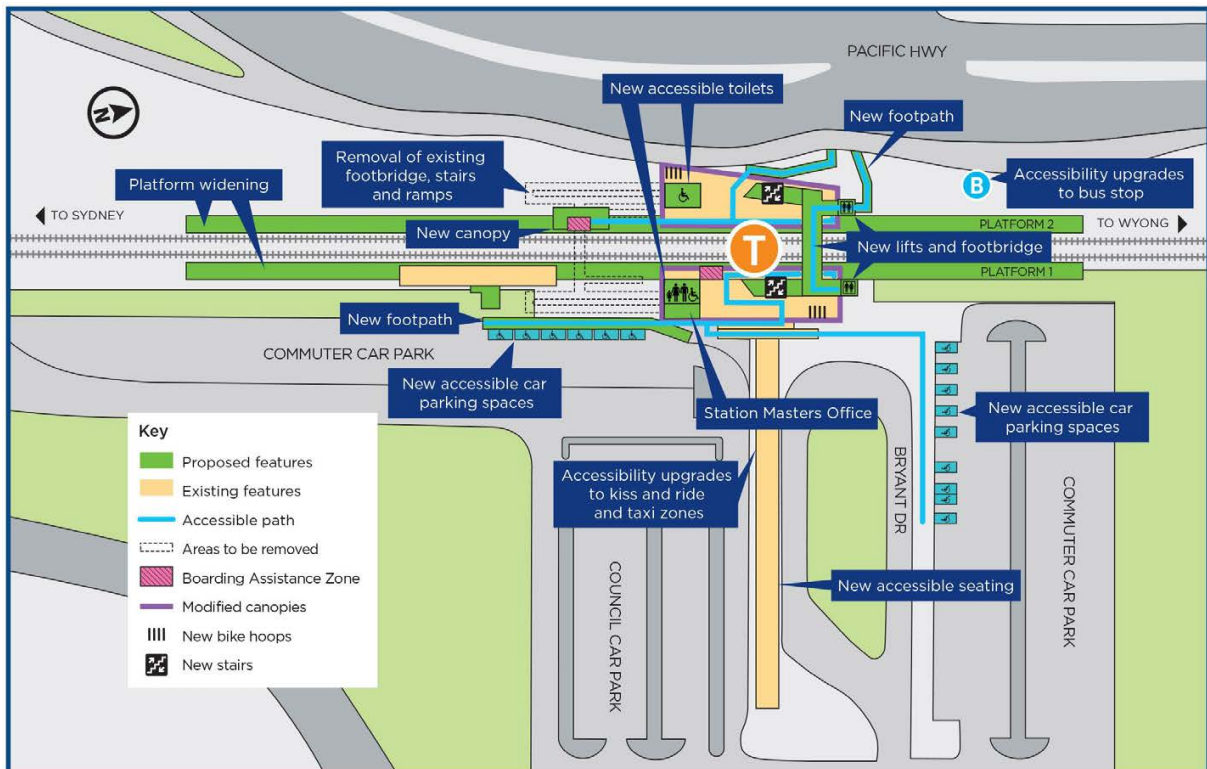 PACIFIC HWY
N
New accessible toilets
New footpath
Removal of existing
footbridge, stairs
and ramps
Platform widening
B
Accessibility upgrades
to bus stop
TO SYDNEY
New canopy
T
PLATFORM 2
TO WYONG
New lifts and footbridge
PLATFORM 1
New footpath
COMMUTER CAR PARK
New accessible car
parking spaces
Station Masters Office
New accessible car
parking spaces
Key
Proposed features
Existing features
Accessible path
Areas to be removed
Boarding Assistance Zone
Modified canopies
New bike hoops
New stairs
Accessibility upgrades
to kiss and ride
and taxi zones
BRYANT DR
COMMUTER CAR PARK
New accessible seating
COUNCIL CAR PARK